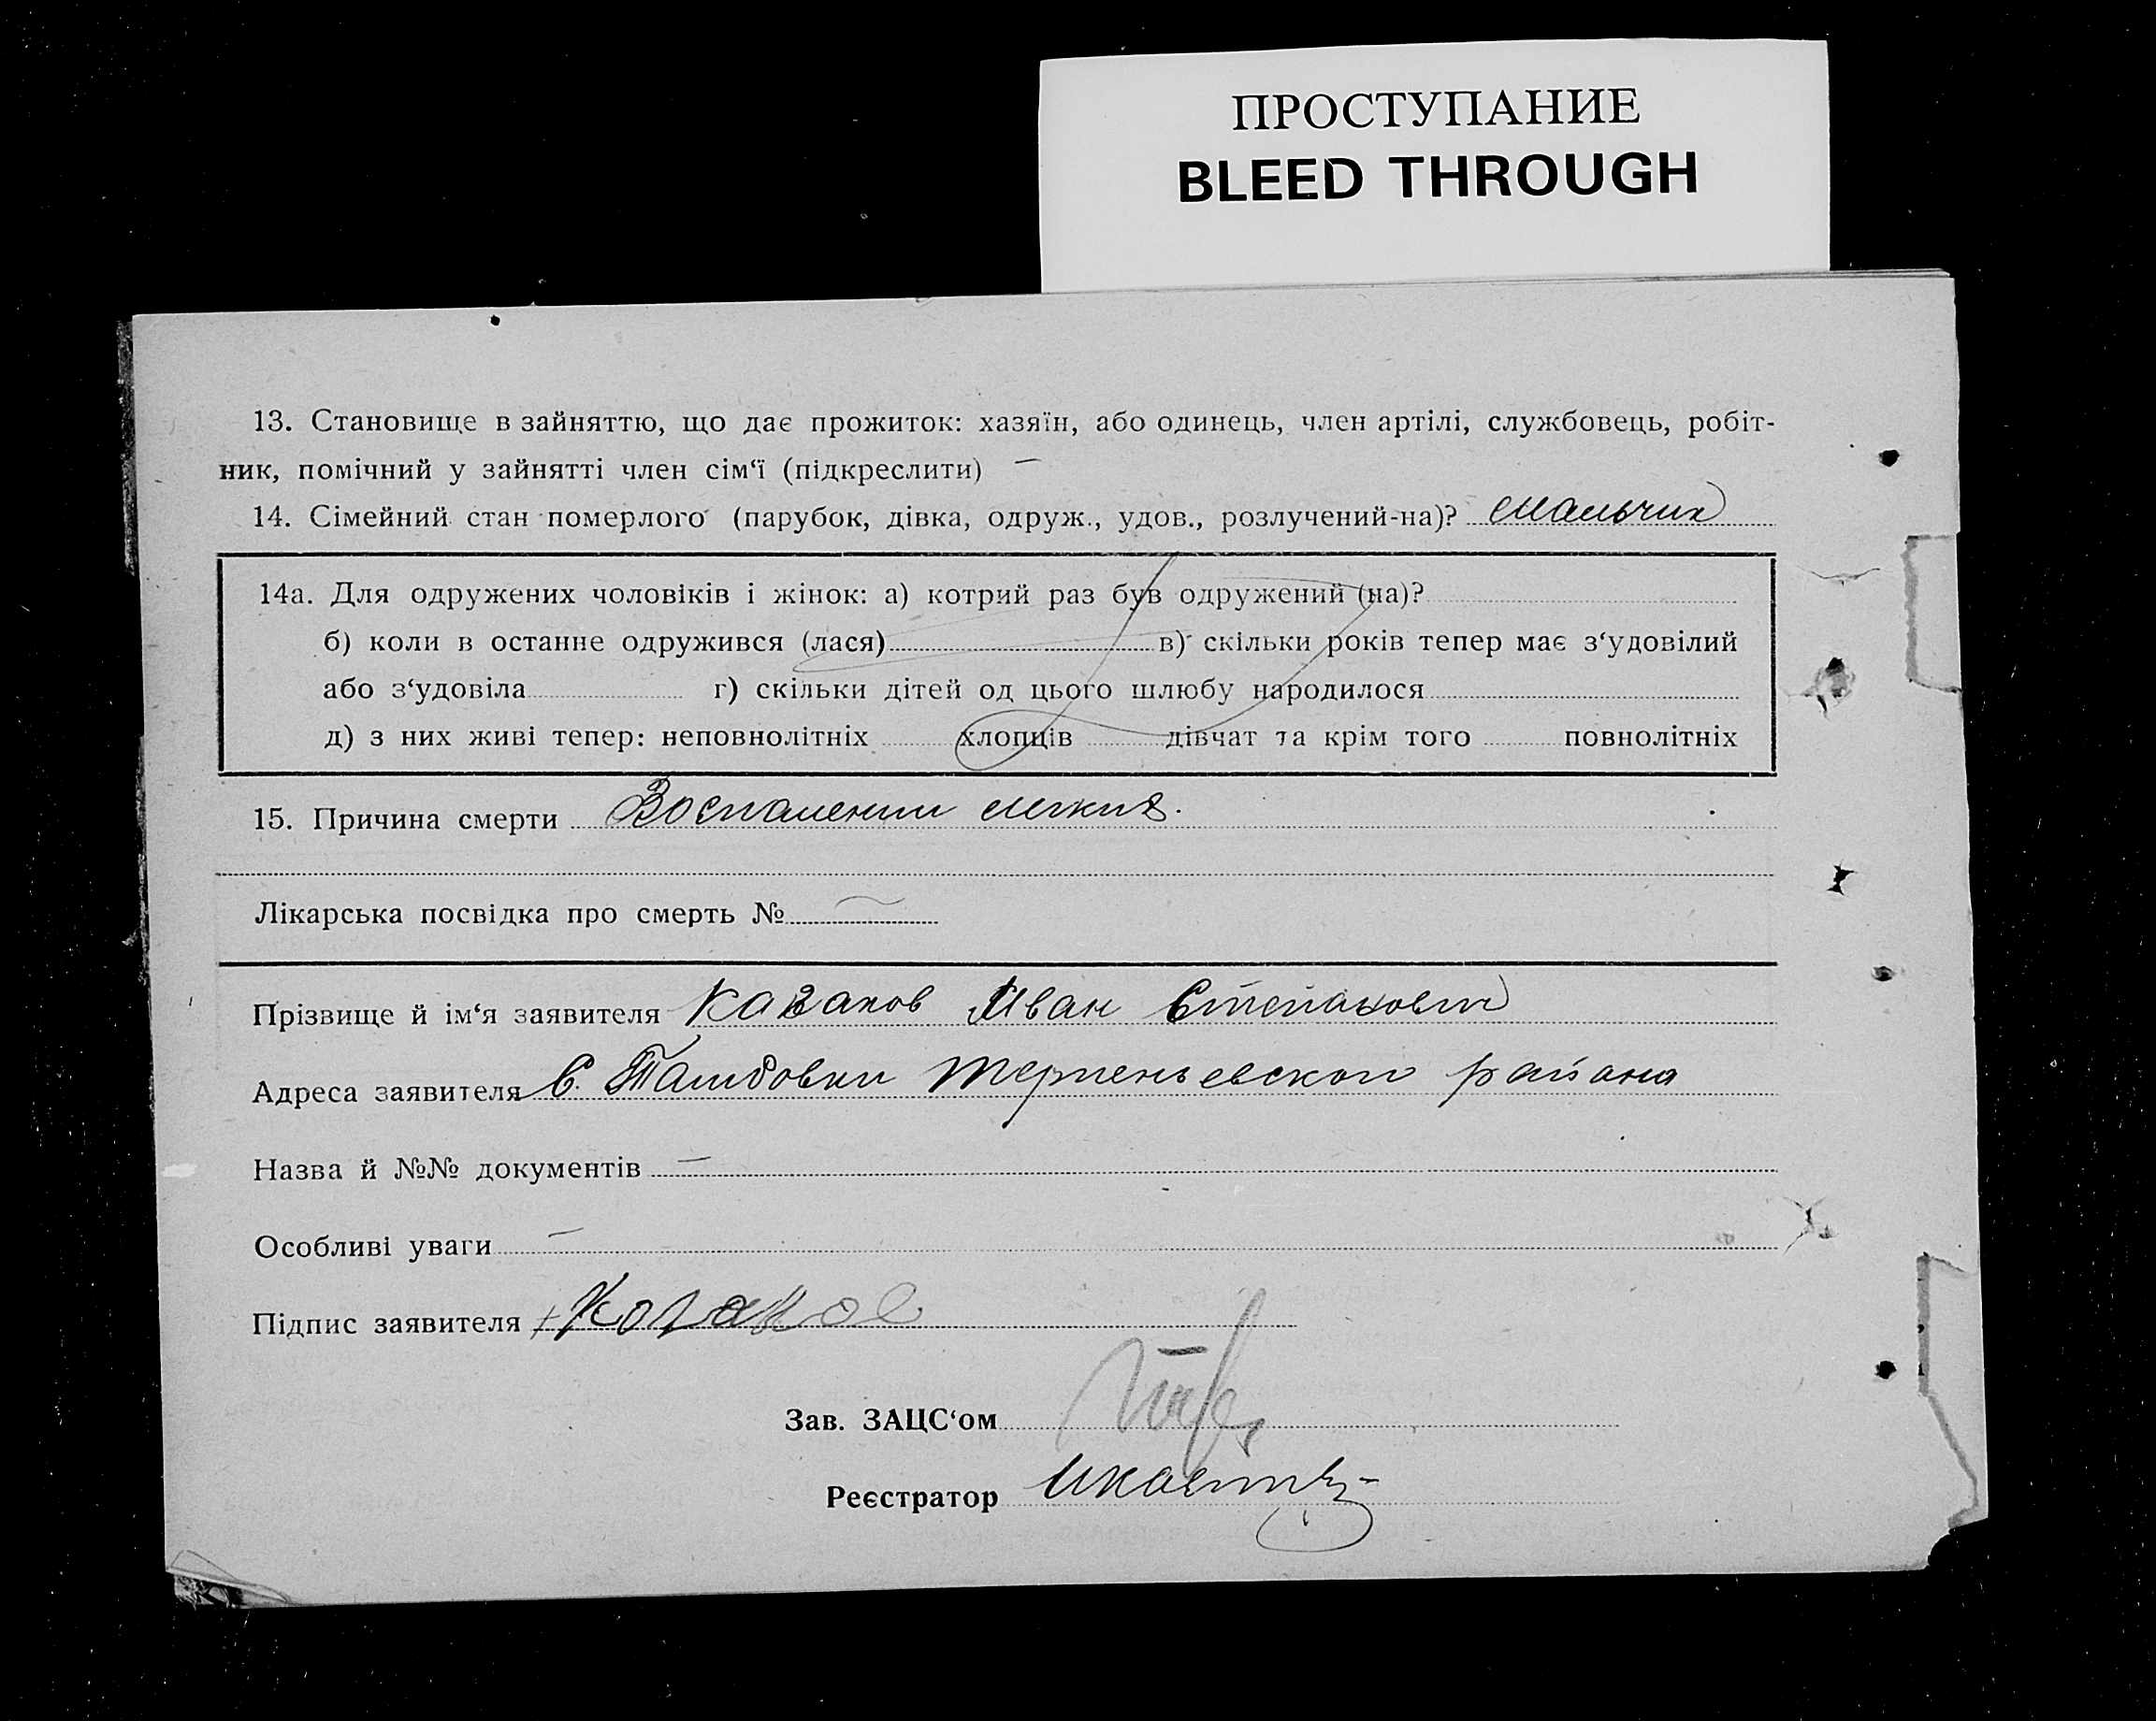 ПРОСТУПАНИЕ
BLEED THROUGH
13. Становище в зайняттю, що дає прожиток: хазяїн, або одинець, член артілі, службовець, робіт-
ник, помічний у зайнятті член сім‘ї (підкреслити) —
14. Сімейний стан померлого (парубок, дівка, одруж., удов., розлучений-на)? мальчик
14а. Для одружених чоловіків і жінок: а) котрий раз був одружений (на)?
б) коли в останне одружився (лася) в) скільки років тепер має з‘удовілий
або з‘удовіла г) скільки дітей од цього шлюбу народилося
д) з них живі тепер: неповнолітніх хлопців дівчат та крім того повнолітніх
15. Причина смерти Воспалении легких.
Лікарська посвідка про смерть № —
Прізвище й ім‘я заявителя Казаков Иван Степанович
Адреса заявителя С. Терпеньевского района
Назва й №№ документів —
Особливі уваги —
Підпис заявителя Козаков
Зав. ЗАЦС‘ом
Реєстратор